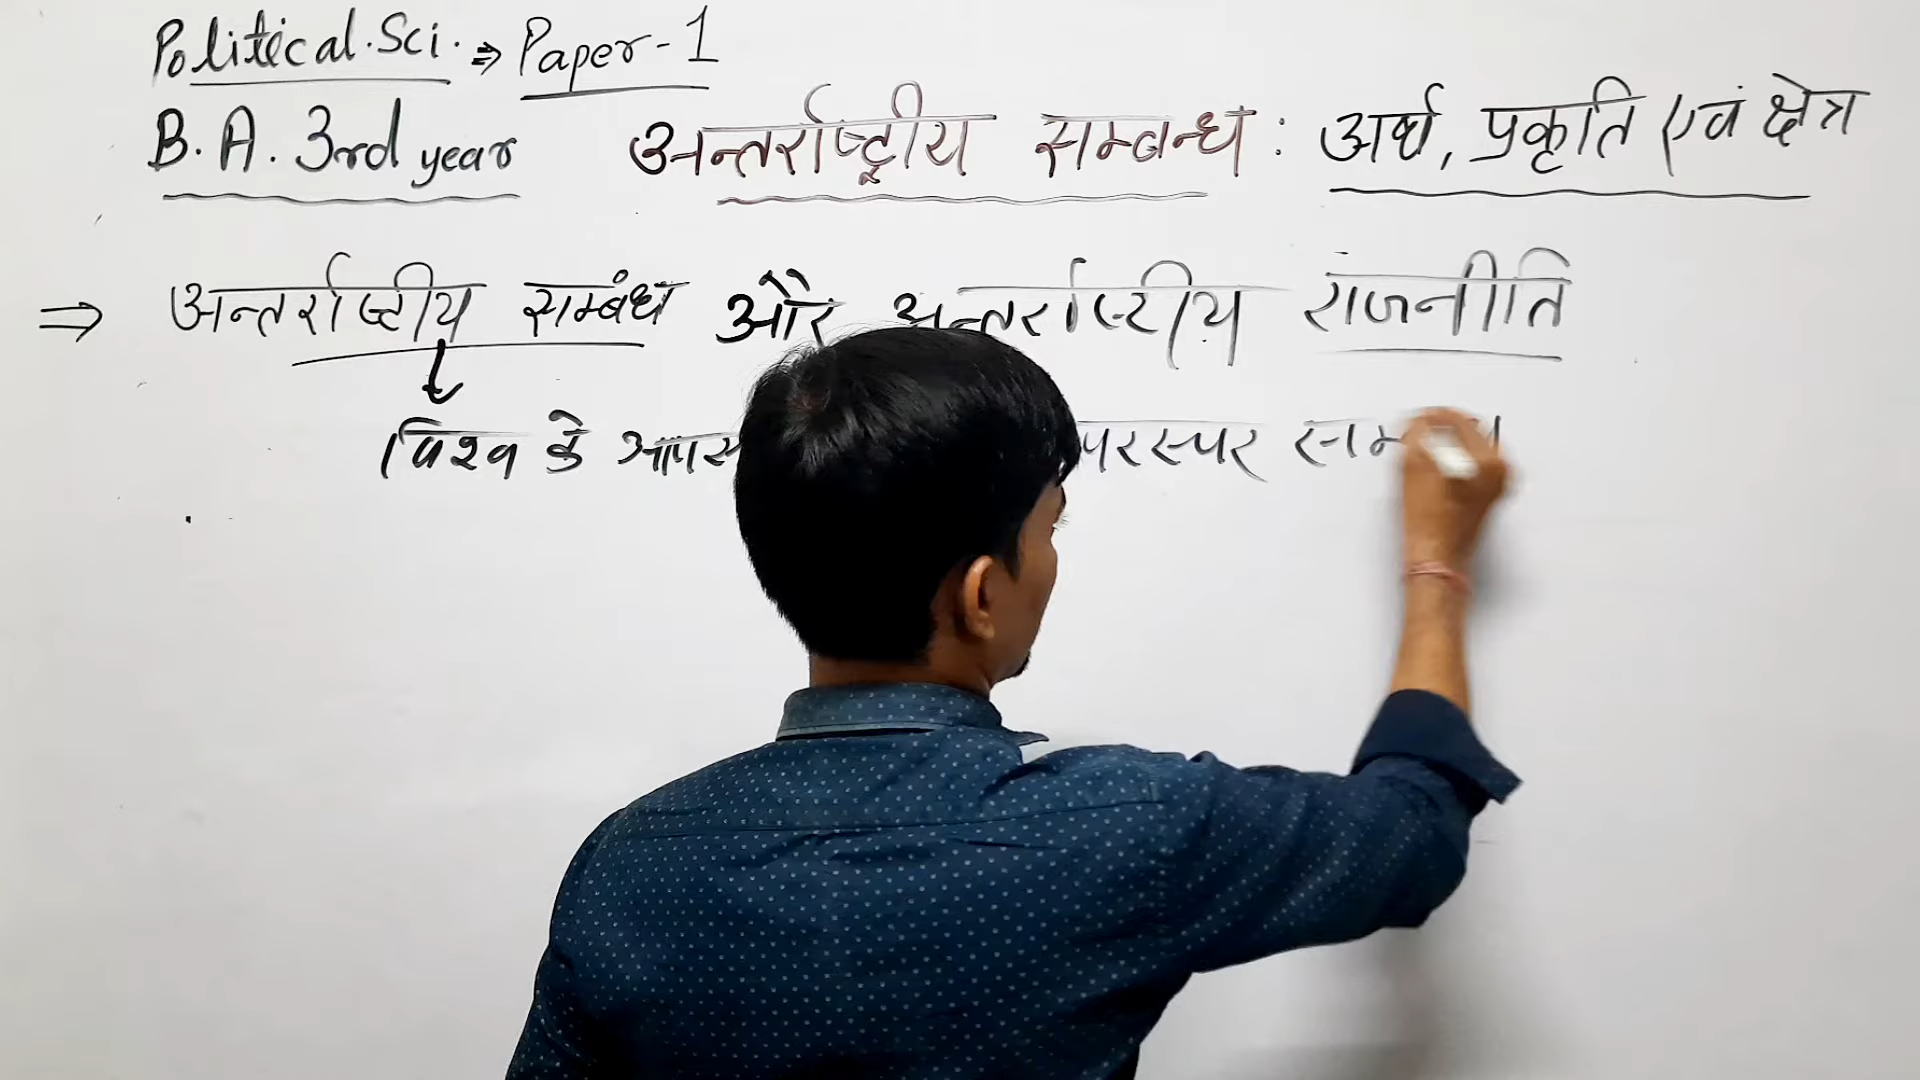 Political.Sci. ⇒ Paper-1
B.A. 3rd year अन्तर्राष्ट्रीय सम्बन्ध : अर्थ, प्रकृति एवं क्षेत्र
⇒ अन्तर्राष्ट्रीय सम्बंध और अन्तर्राष्ट्रीय राजनीति
विश्व के परस्पर